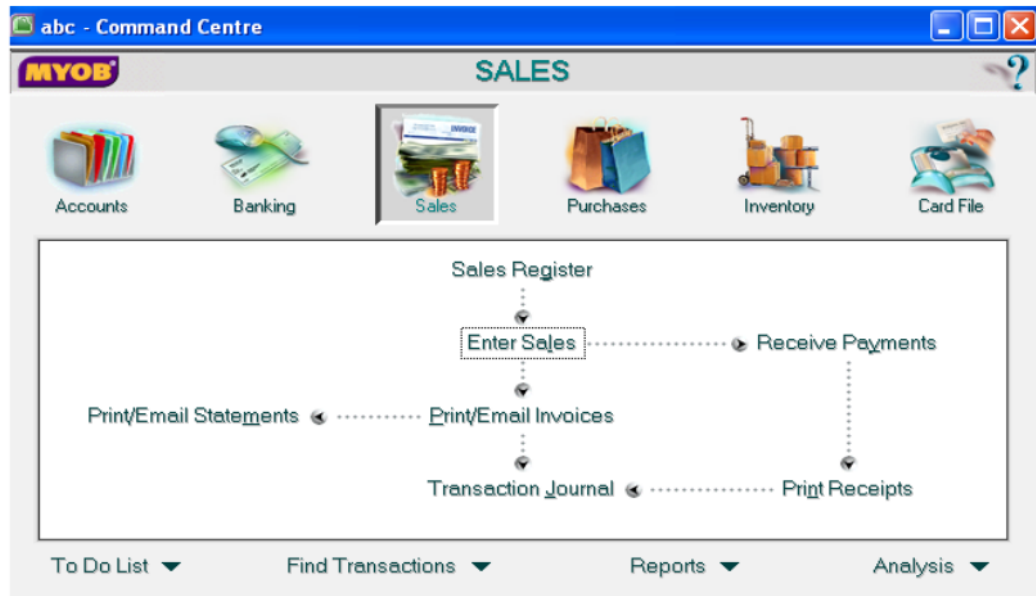 abc - Command Centre
MYOB SALES ?
INVOICE
Accounts Banking Sales Purchases Inventory Card File
Sales Register
Enter Sales Receive Payments
Print/Email Statements Print/Email Invoices
Transaction Journal Print Receipts
To Do List Find Transactions Reports Analysis